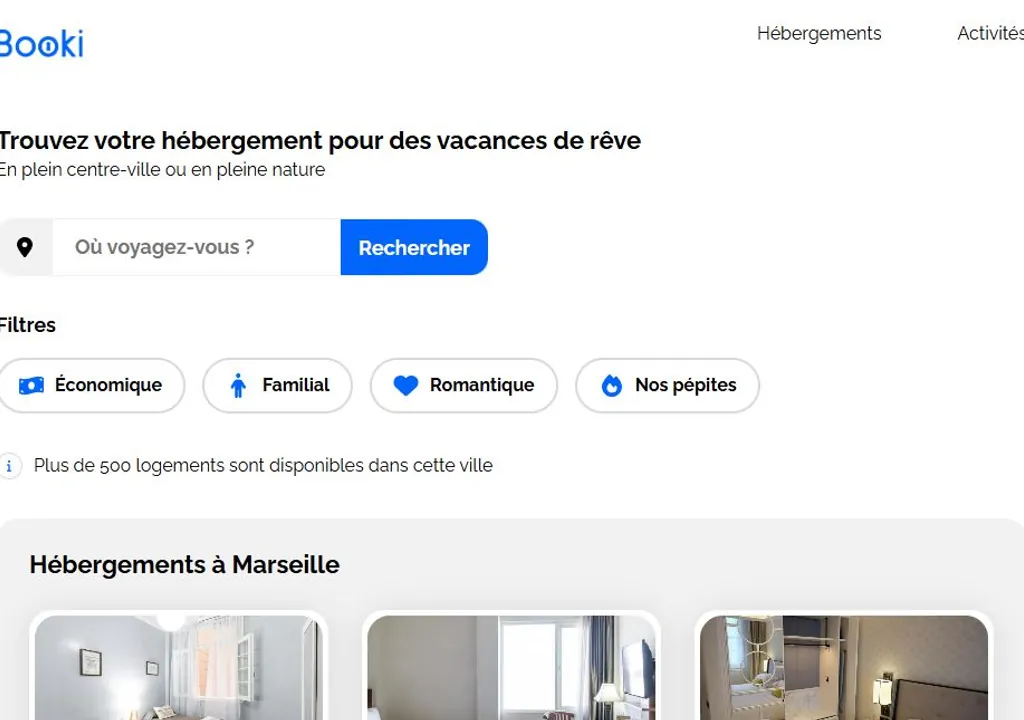 Booki
Hébergements
Activités
Trouvez votre hébergement pour des vacances de rêve
En plein centre-ville ou en pleine nature
Où voyagez-vous ?
Rechercher
Filtres
Économique
Familial
Romantique
Nos pépites
i
Plus de 500 logements sont disponibles dans cette ville
Hébergements à Marseille